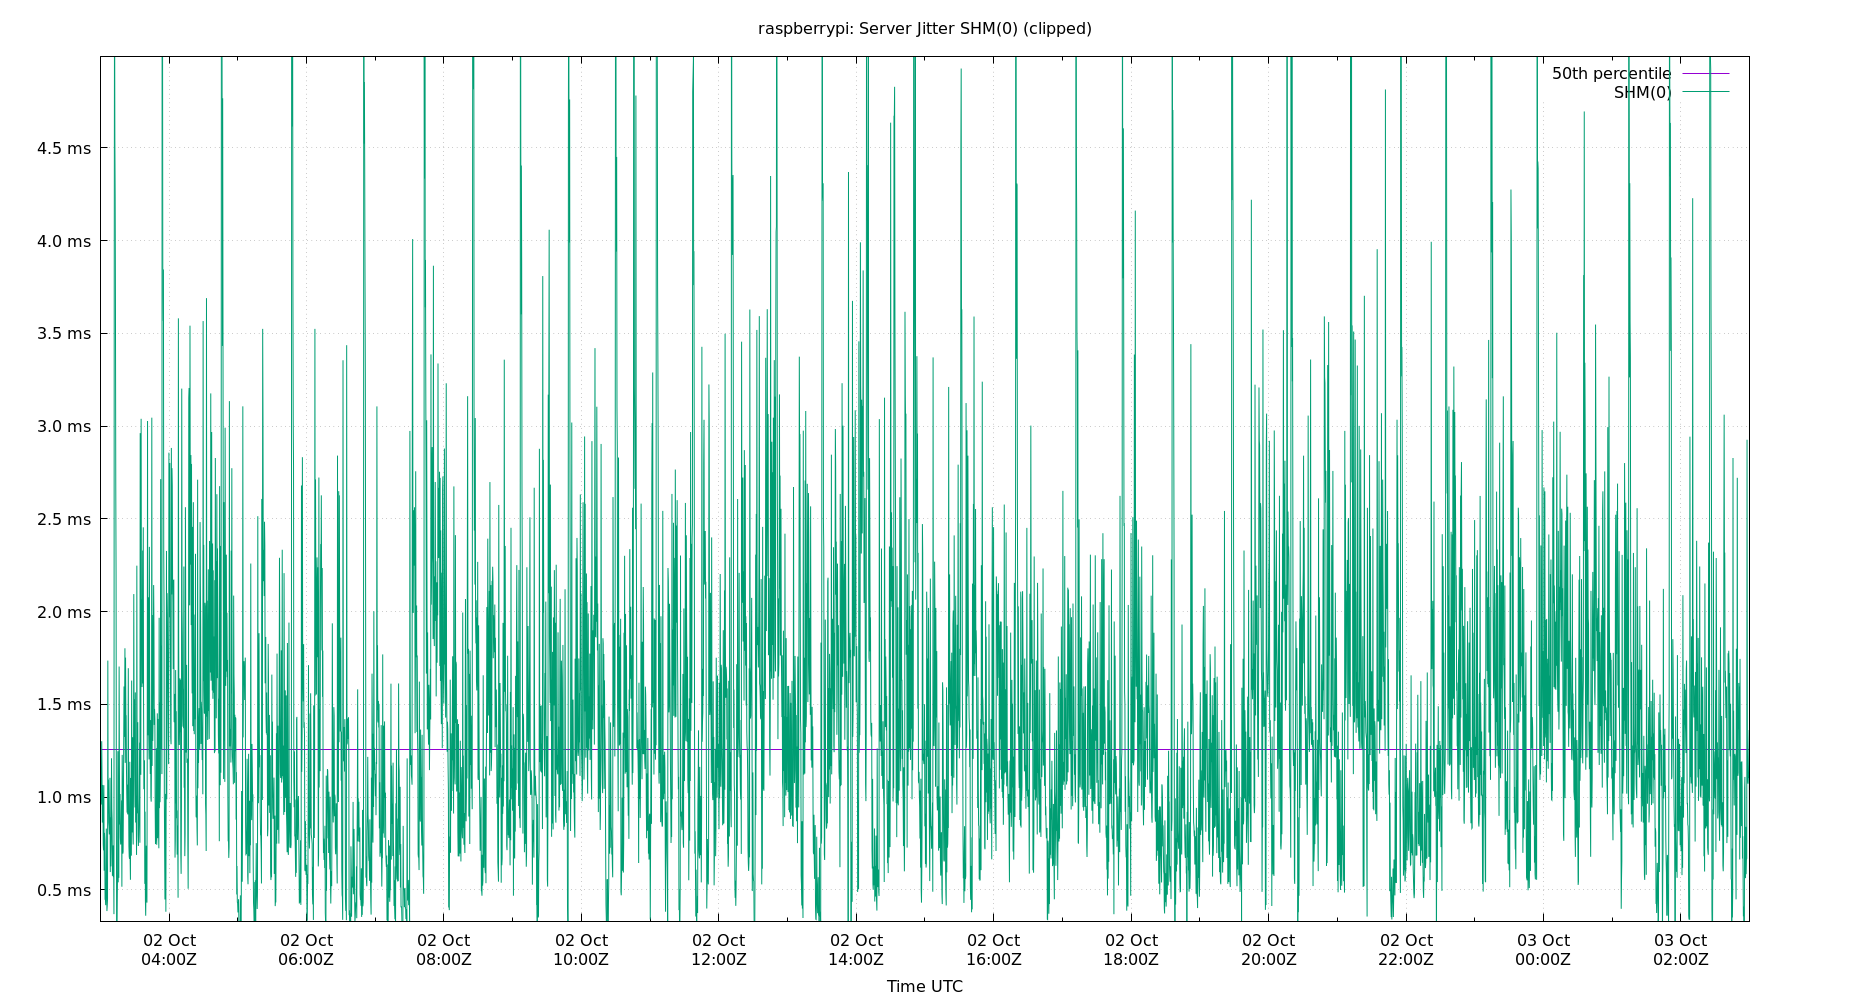 raspberrypi: Server Jitter SHM(0) (clipped)
50th percentile
SHM(0)
4.5 ms
4.0 ms
3.5 ms
3.0 ms
2.5 ms
2.0 ms
1.5 ms
1.0 ms
0.5 ms
02 Oct 02 Oct 02 Oct 02 Oct 02 Oct 02 Oct 02 Oct 02 Oct 02 Oct 02 Oct 03 Oct 03 Oct
04:00Z 06:00Z 08:00Z 10:00Z 12:00Z 14:00Z 16:00Z 18:00Z 20:00Z 22:00Z 00:00Z 02:00Z
Time UTC